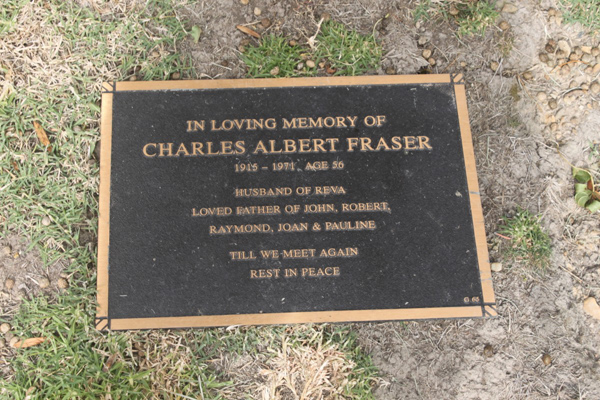 IN LOVING MEMORY OF
CHARLES ALBERT FRASER
1915 – 1971 , AGE 56
HUSBAND OF REVA
LOVED FATHER OF JOHN, ROBERT,
RAYMOND, JOAN & PAULINE
TILL WE MEET AGAIN
REST IN PEACE